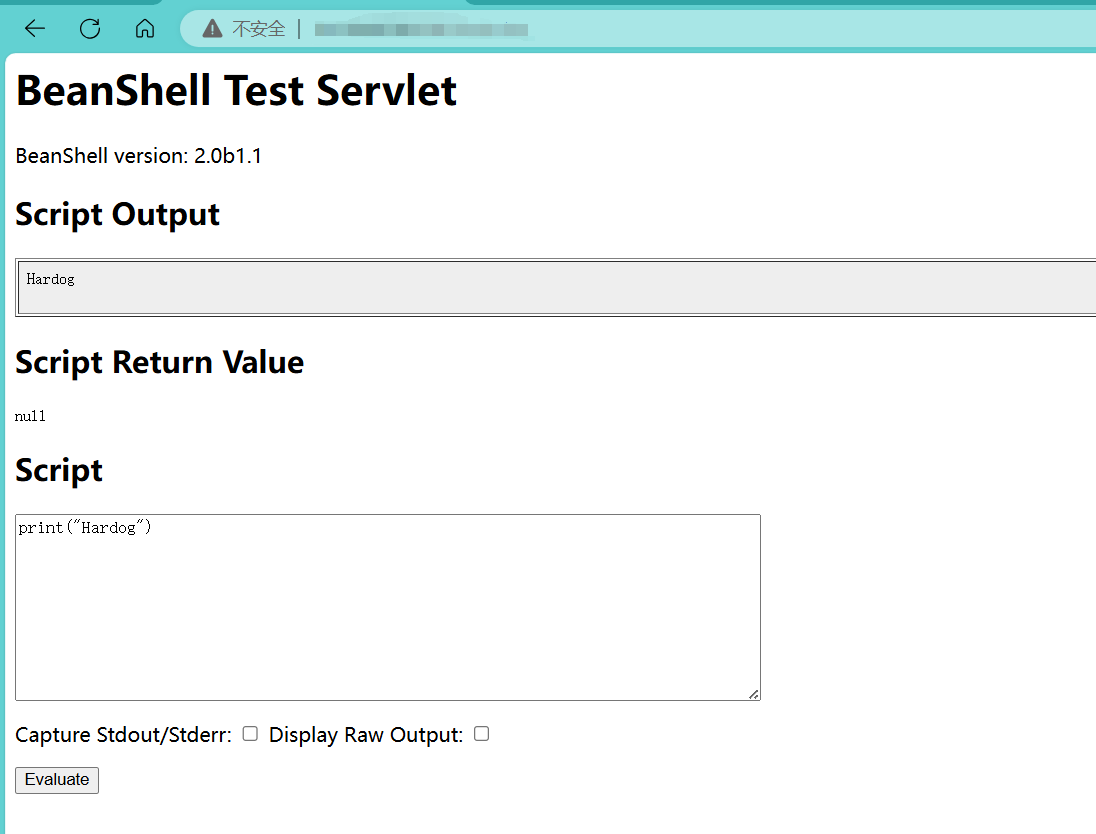 不安全
BeanShell Test Servlet
BeanShell version: 2.0b1.1
Script Output
Hardog
Script Return Value
null
Script
print("Hardog")
Capture Stdout/Stderr: Display Raw Output:
Evaluate